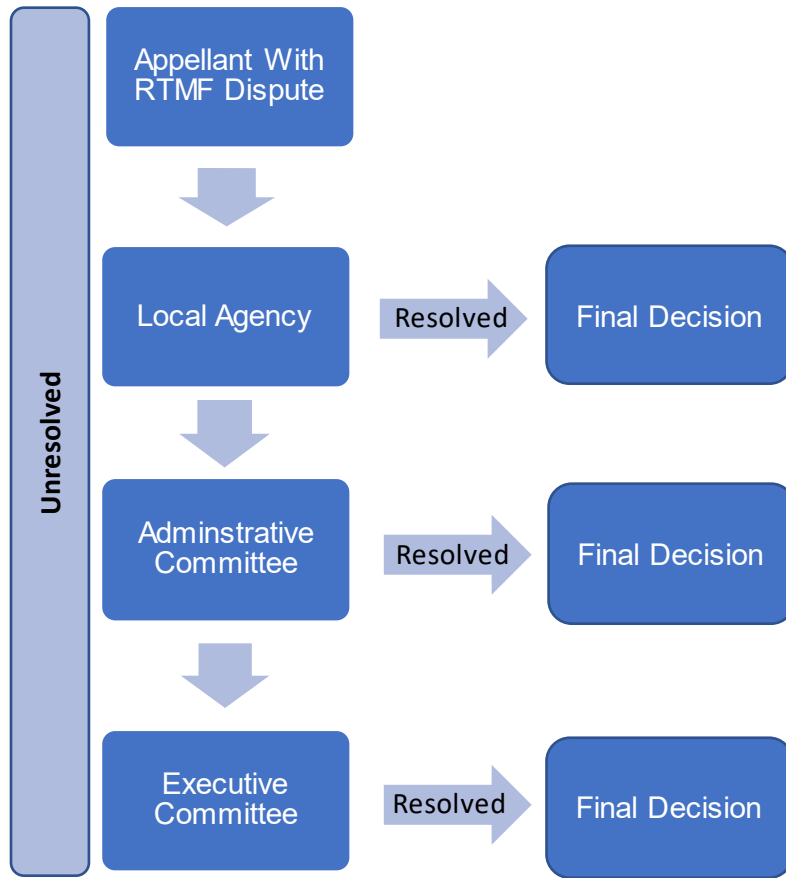 Appellant With
RTMF Dispute
Unresolved
Local Agency
Resolved
Final Decision
Adminstrative
Committee
Resolved
Final Decision
Executive
Committee
Resolved
Final Decision